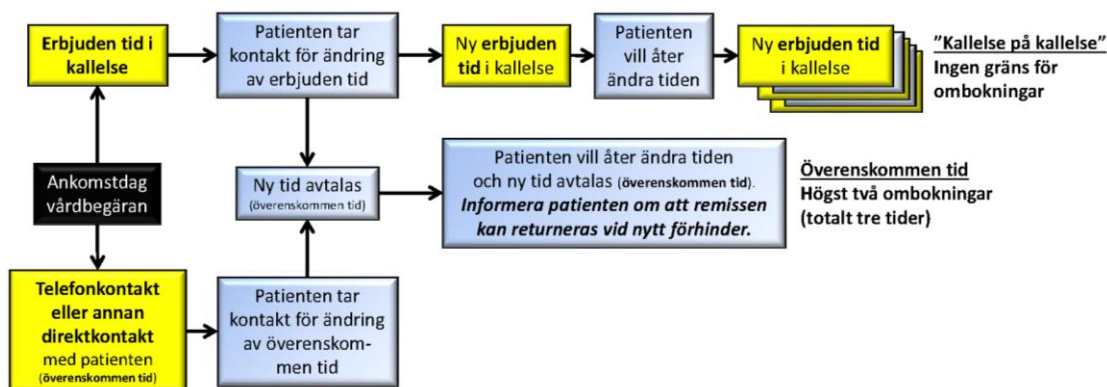 Erbjuden tid i
kallelse
Patienten tar
kontakt för ändring
av erbjuden tid
Ny erbjuden
tid i kallelse
Patienten
vill åter
ändra tiden
Ny erbjuden tid
i kallelse
”Kallelse på kallelse”
Ingen gräns för
ombokningar
Ankomstdag
vårdbegäran
Ny tid avtalas
(överenskommen tid)
Patienten vill åter ändra tiden
och ny tid avtalas (överenskommen tid).
Informera patienten om att remissen
kan returneras vid nytt förhinder.
Överenskommen tid
Högst två ombokningar
(totalt tre tider)
Telefonkontakt
eller annan
direktkontakt
med patienten
(överenskommen tid)
Patienten tar
kontakt för ändring
av överenskom-
men tid